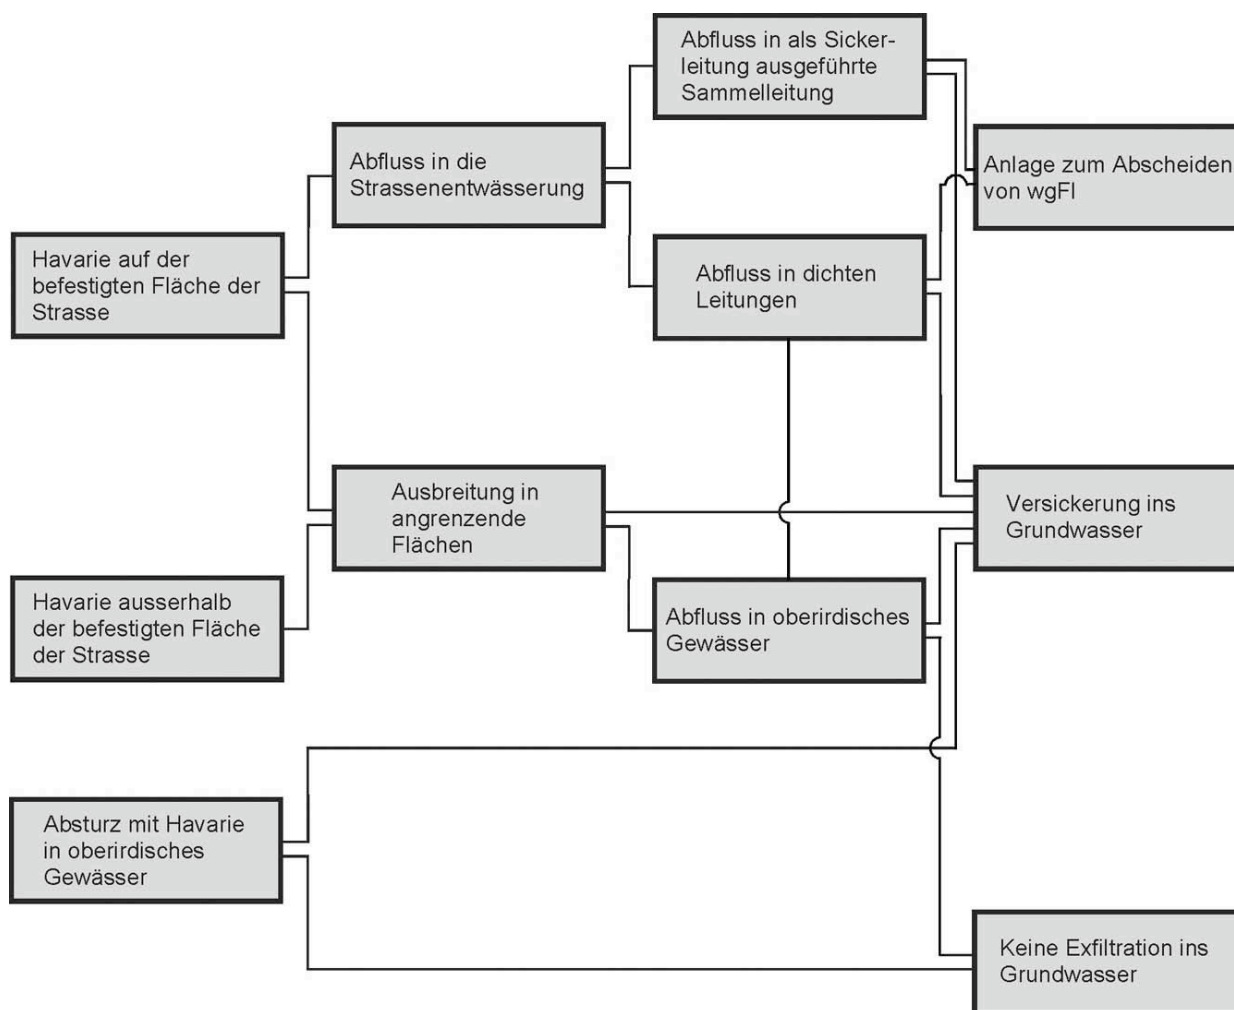 Abfluss in als Sicker-
leitung ausgeführte
Sammelleitung
Abfluss in die
Strassenentwässerung
Anlage zum Abscheiden
von wgFl
Havarie auf der
befestigten Fläche der
Strasse
Abfluss in dichten
Leitungen
Ausbreitung in
angrenzende
Flächen
Versickerung ins
Grundwasser
Havarie ausserhalb
der befestigten Fläche
der Strasse
Abfluss in oberirdisches
Gewässer
Absturz mit Havarie
in oberirdisches
Gewässer
Keine Exfiltration ins
Grundwasser